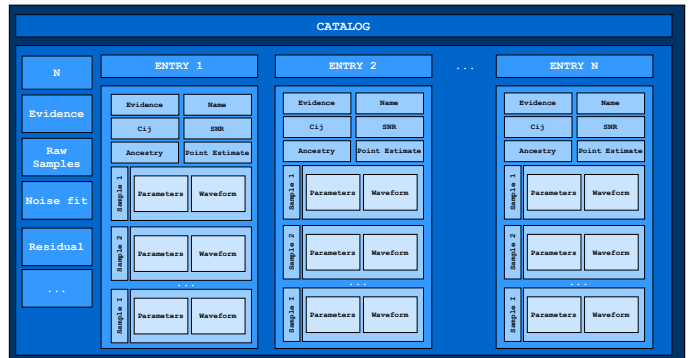 CATALOG
N
Evidence
Raw
Samples
Noise fit
Residual
...
ENTRY 1
Evidence Name
Cij SNR
Ancestry Point Estimate
Sample 1 Parameters Waveform
Sample 2 Parameters Waveform
...
Sample I Parameters Waveform
ENTRY 2
Evidence Name
Cij SNR
Ancestry Point Estimate
Sample 1 Parameters Waveform
Sample 2 Parameters Waveform
...
Sample I Parameters Waveform
...
ENTRY N
Evidence Name
Cij SNR
Ancestry Point Estimate
Sample 1 Parameters Waveform
Sample 2 Parameters Waveform
...
Sample I Parameters Waveform